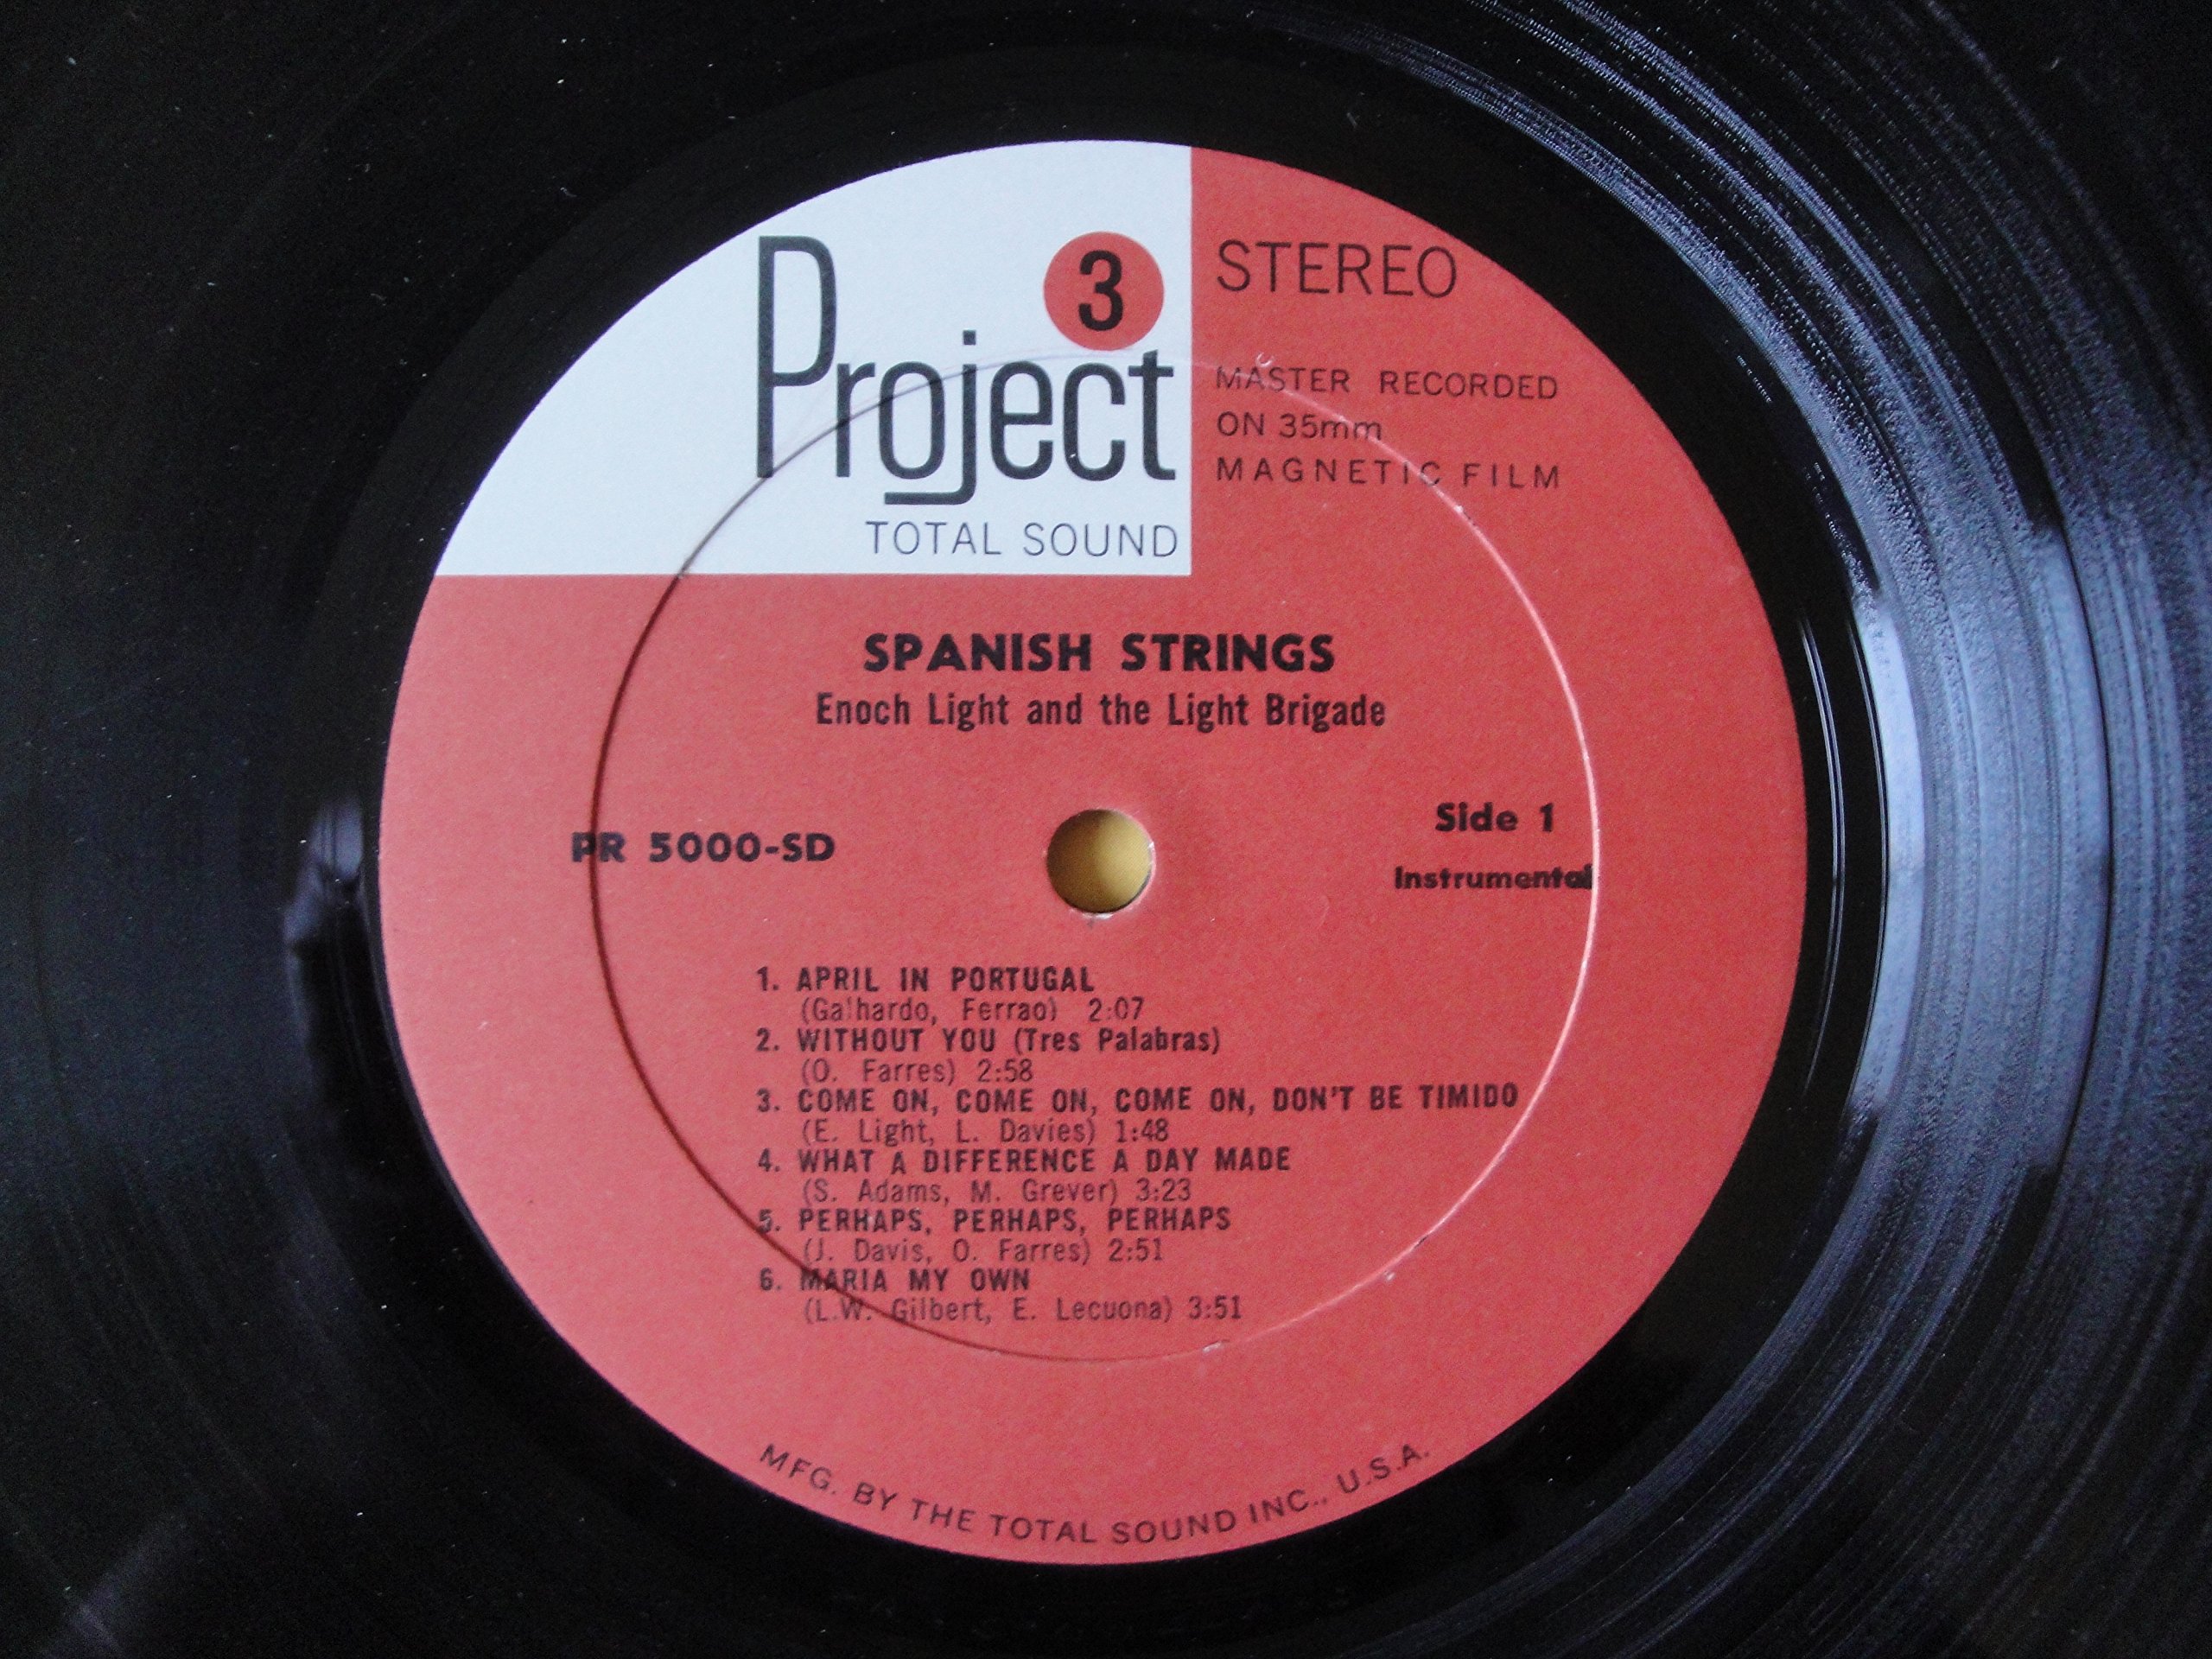 Project 3
TOTAL SOUND
STEREO
MASTER RECORDED
ON 35mm
MAGNETIC FILM
SPANISH STRINGS
Enoch Light and the Light Brigade
PR 5000-SD
Side 1
Instrumental
1. APRIL IN PORTUGAL
(Galhardo, Ferrao) 2:07
2. WITHOUT YOU (Tres Palabras)
(O. Farres) 2:58
3. COME ON, COME ON, COME ON, DON'T BE TIMIDO
(E. Light, L. Davies) 1:48
4. WHAT A DIFFERENCE A DAY MADE
(S. Adams, M. Grever) 3:23
5. PERHAPS, PERHAPS, PERHAPS
(J. Davis, O. Farres) 2:51
6. MARIA MY OWN
(L.W. Gilbert, E. Lecuona) 3:51
MFG. BY THE TOTAL SOUND INC., U.S.A.